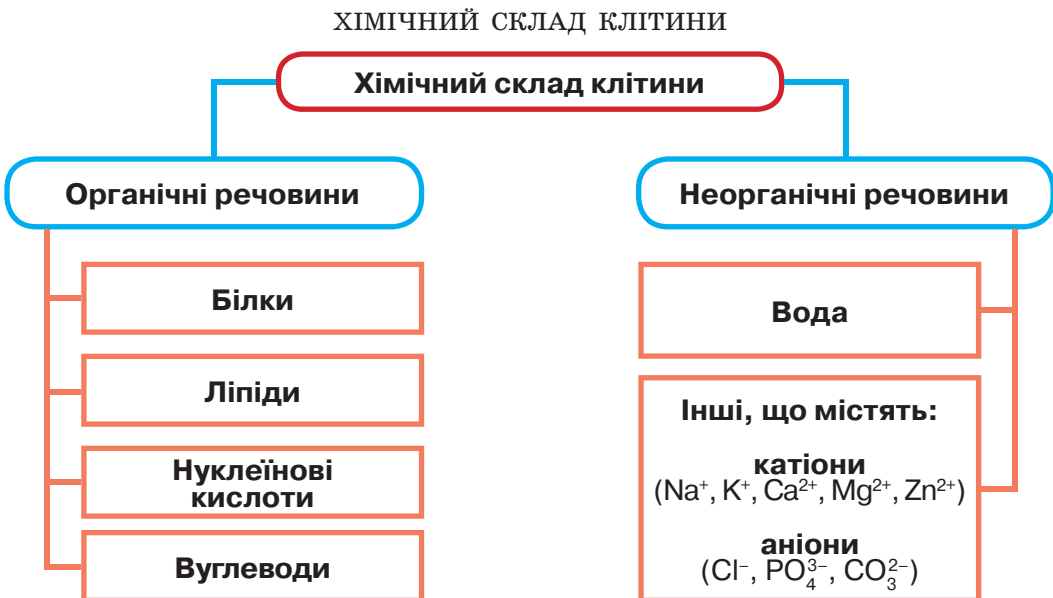 ХІМІЧНИЙ СКЛАД КЛІТИНИ
Хімічний склад клітини
Органічні речовини
Білки
Ліпіди
Нуклеїнові
кислоти
Вуглеводи
Неорганічні речовини
Вода
Інші, що містять:
катіони
(Na⁺, K⁺, Ca²⁺, Mg²⁺, Zn²⁺)
аніони
(Cl⁻, PO₄³⁻, CO₃²⁻)